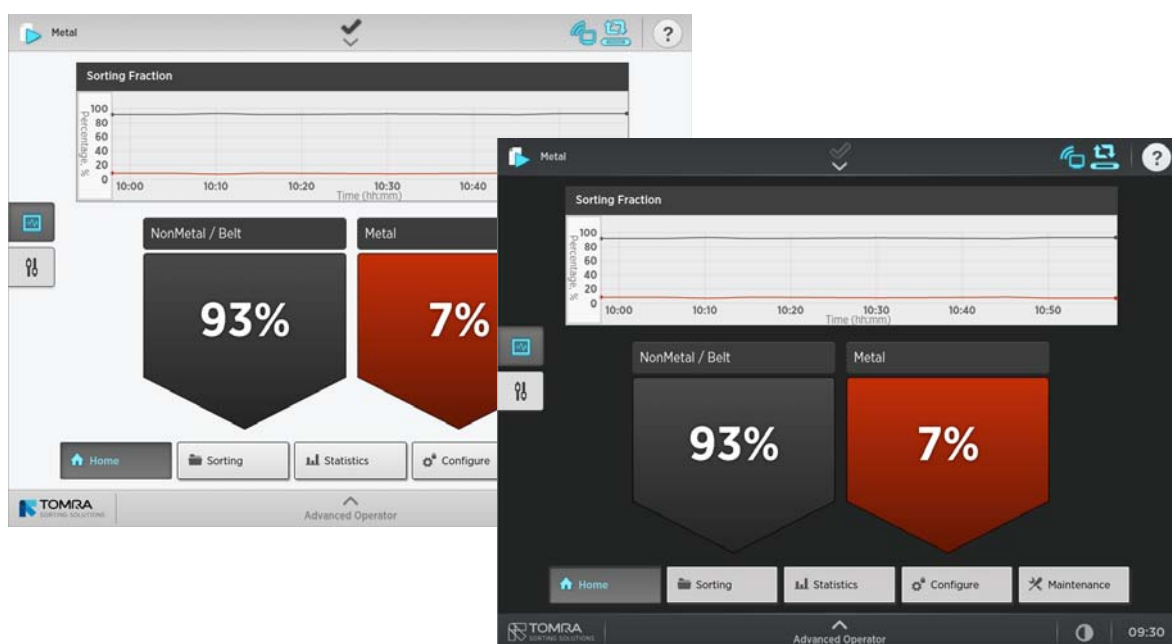 Metal
?
Sorting Fraction
Percentage, %
100
80
60
40
20
0
10:00 10:10 10:20 10:30 10:40
Time (hh:mm)
NonMetal / Belt Metal
93% 7%
Home Sorting Statistics Configure
TOMRA
SORTING SOLUTIONS
Advanced Operator
Metal
?
Sorting Fraction
Percentage, %
100
80
60
40
20
0
10:00 10:10 10:20 10:30 10:40 10:50
Time (hh:mm)
NonMetal / Belt Metal
93% 7%
Home Sorting Statistics Configure Maintenance
TOMRA
SORTING SOLUTIONS
Advanced Operator
09:30